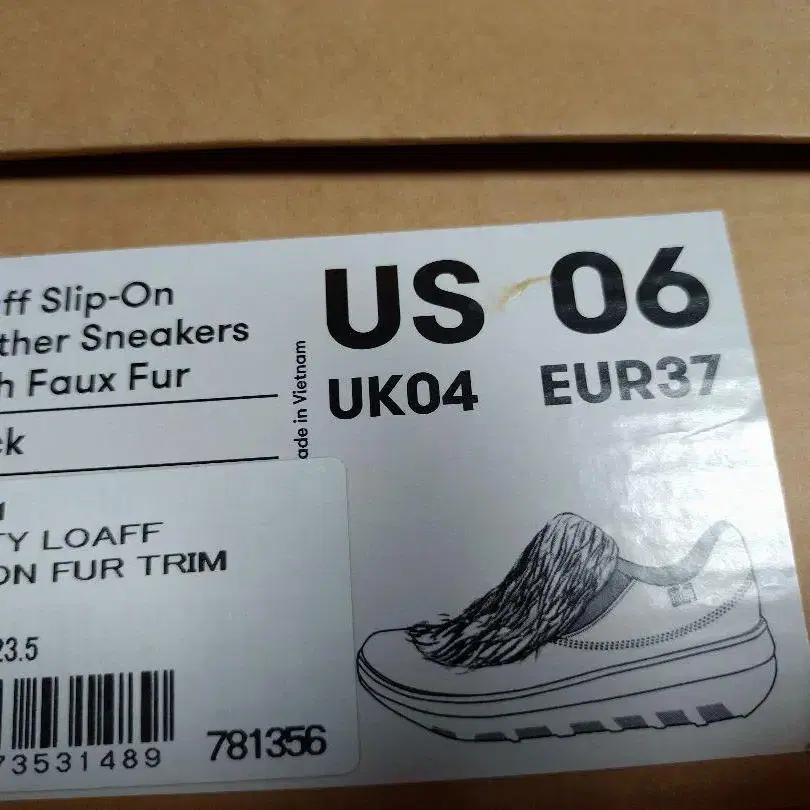 ff Slip-On
ther Sneakers
h Faux Fur
ck
ade in Vietnam
US 06
UK04 EUR37
TY LOAFF
ON FUR TRIM
23.5
73531489
781356